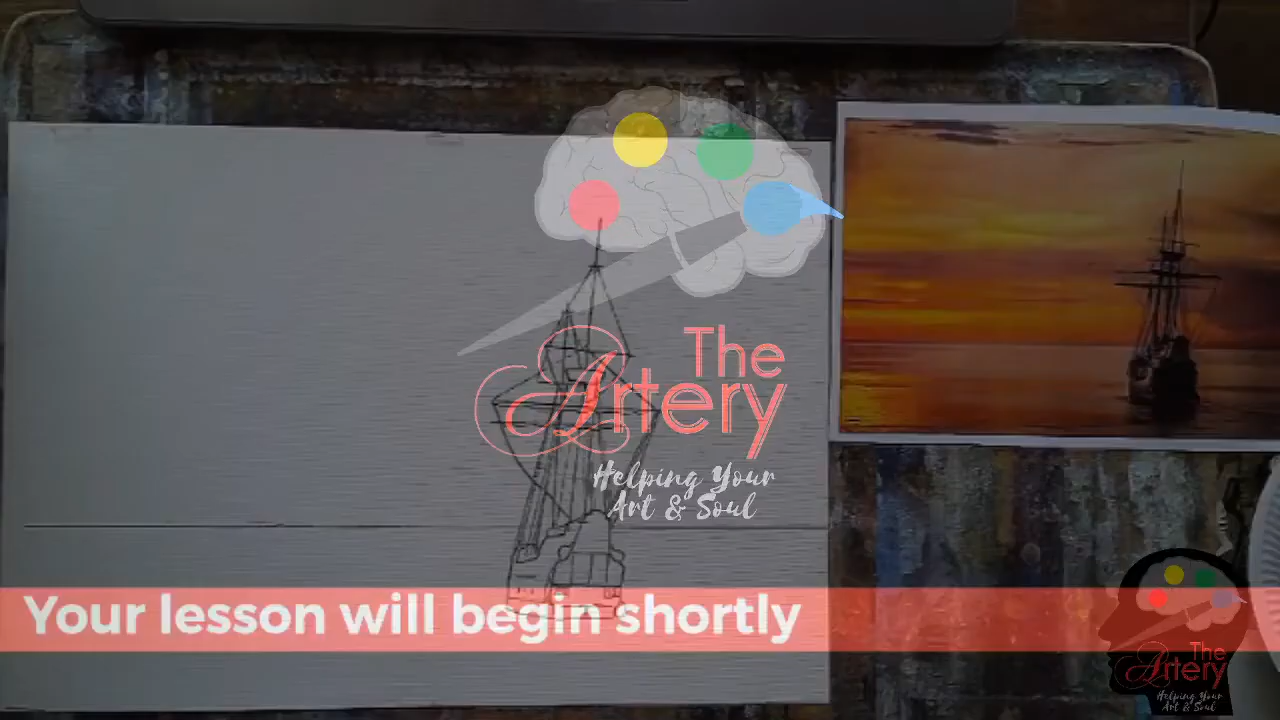 The
Artery
Helping Your
Art & Soul
Your lesson will begin shortly
The
Artery
Helping Your
Art & Soul